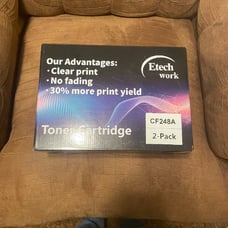 Our Advantages:
· Clear print
· No fading
· 30% more print yield
Etech
work
Toner Cartridge
CF248A
2-Pack